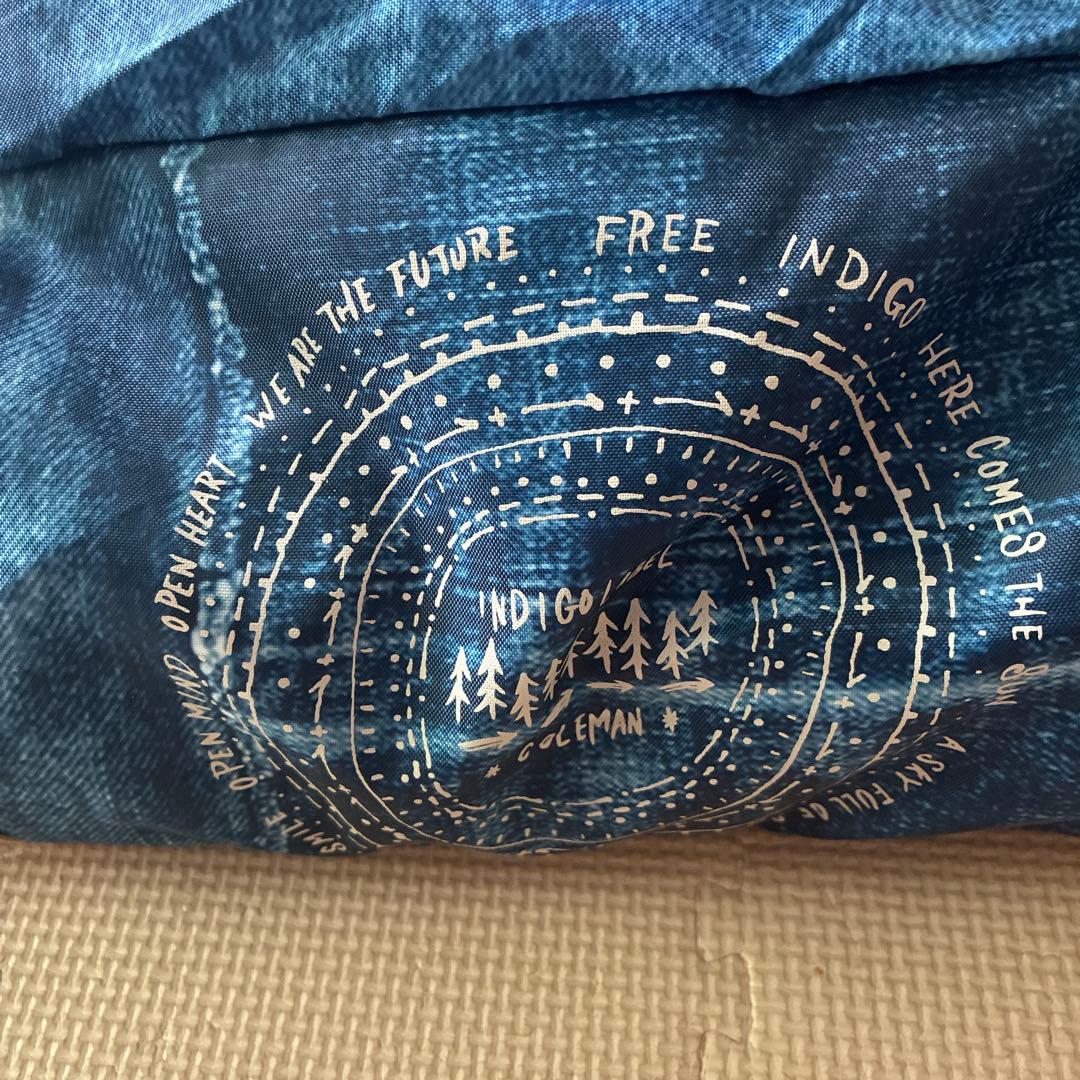 SMILE OPEN MIND OPEN HEART WE ARE THE FUTURE FREE INDIGO HERE COMES THE SUN A SKY FULL OF
INDIGO
COLEMAN *